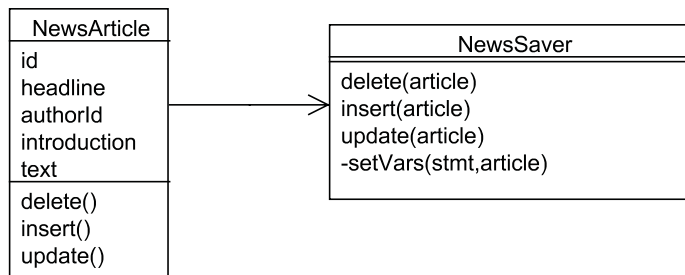 NewsArticle
id
headline
authorId
introduction
text
delete()
insert()
update()
NewsSaver
delete(article)
insert(article)
update(article)
-setVars(stmt,article)